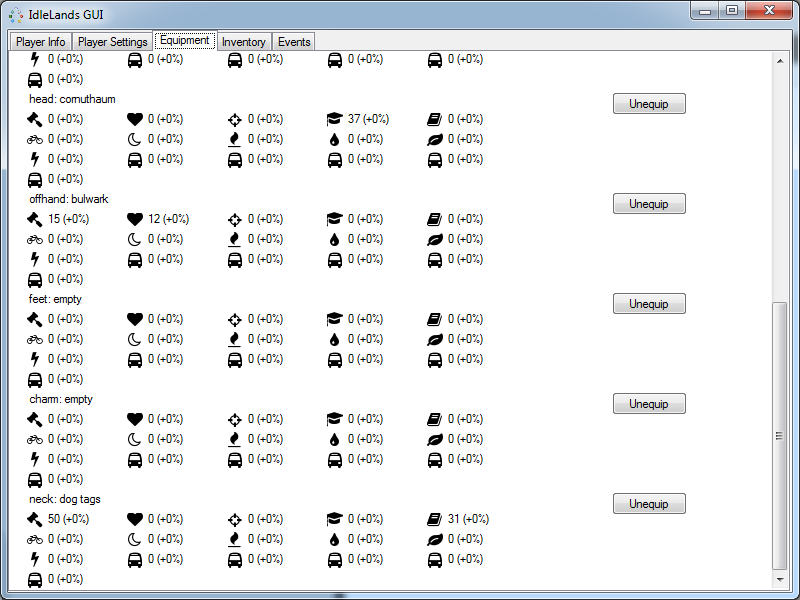 IdleLands GUI
Player Info Player Settings Equipment Inventory Events
0 (+0%) 0 (+0%) 0 (+0%) 0 (+0%) 0 (+0%)
0 (+0%)
head: comuthaum Unequip
0 (+0%) 0 (+0%) 0 (+0%) 37 (+0%) 0 (+0%)
0 (+0%) 0 (+0%) 0 (+0%) 0 (+0%) 0 (+0%)
0 (+0%) 0 (+0%) 0 (+0%) 0 (+0%) 0 (+0%)
0 (+0%)
offhand: bulwark Unequip
15 (+0%) 12 (+0%) 0 (+0%) 0 (+0%) 0 (+0%)
0 (+0%) 0 (+0%) 0 (+0%) 0 (+0%) 0 (+0%)
0 (+0%) 0 (+0%) 0 (+0%) 0 (+0%) 0 (+0%)
0 (+0%)
feet: empty Unequip
0 (+0%) 0 (+0%) 0 (+0%) 0 (+0%) 0 (+0%)
0 (+0%) 0 (+0%) 0 (+0%) 0 (+0%) 0 (+0%)
0 (+0%) 0 (+0%) 0 (+0%) 0 (+0%) 0 (+0%)
0 (+0%)
charm: empty Unequip
0 (+0%) 0 (+0%) 0 (+0%) 0 (+0%) 0 (+0%)
0 (+0%) 0 (+0%) 0 (+0%) 0 (+0%) 0 (+0%)
0 (+0%) 0 (+0%) 0 (+0%) 0 (+0%) 0 (+0%)
0 (+0%)
neck: dog tags Unequip
50 (+0%) 0 (+0%) 0 (+0%) 0 (+0%) 31 (+0%)
0 (+0%) 0 (+0%) 0 (+0%) 0 (+0%) 0 (+0%)
0 (+0%) 0 (+0%) 0 (+0%) 0 (+0%) 0 (+0%)
0 (+0%)